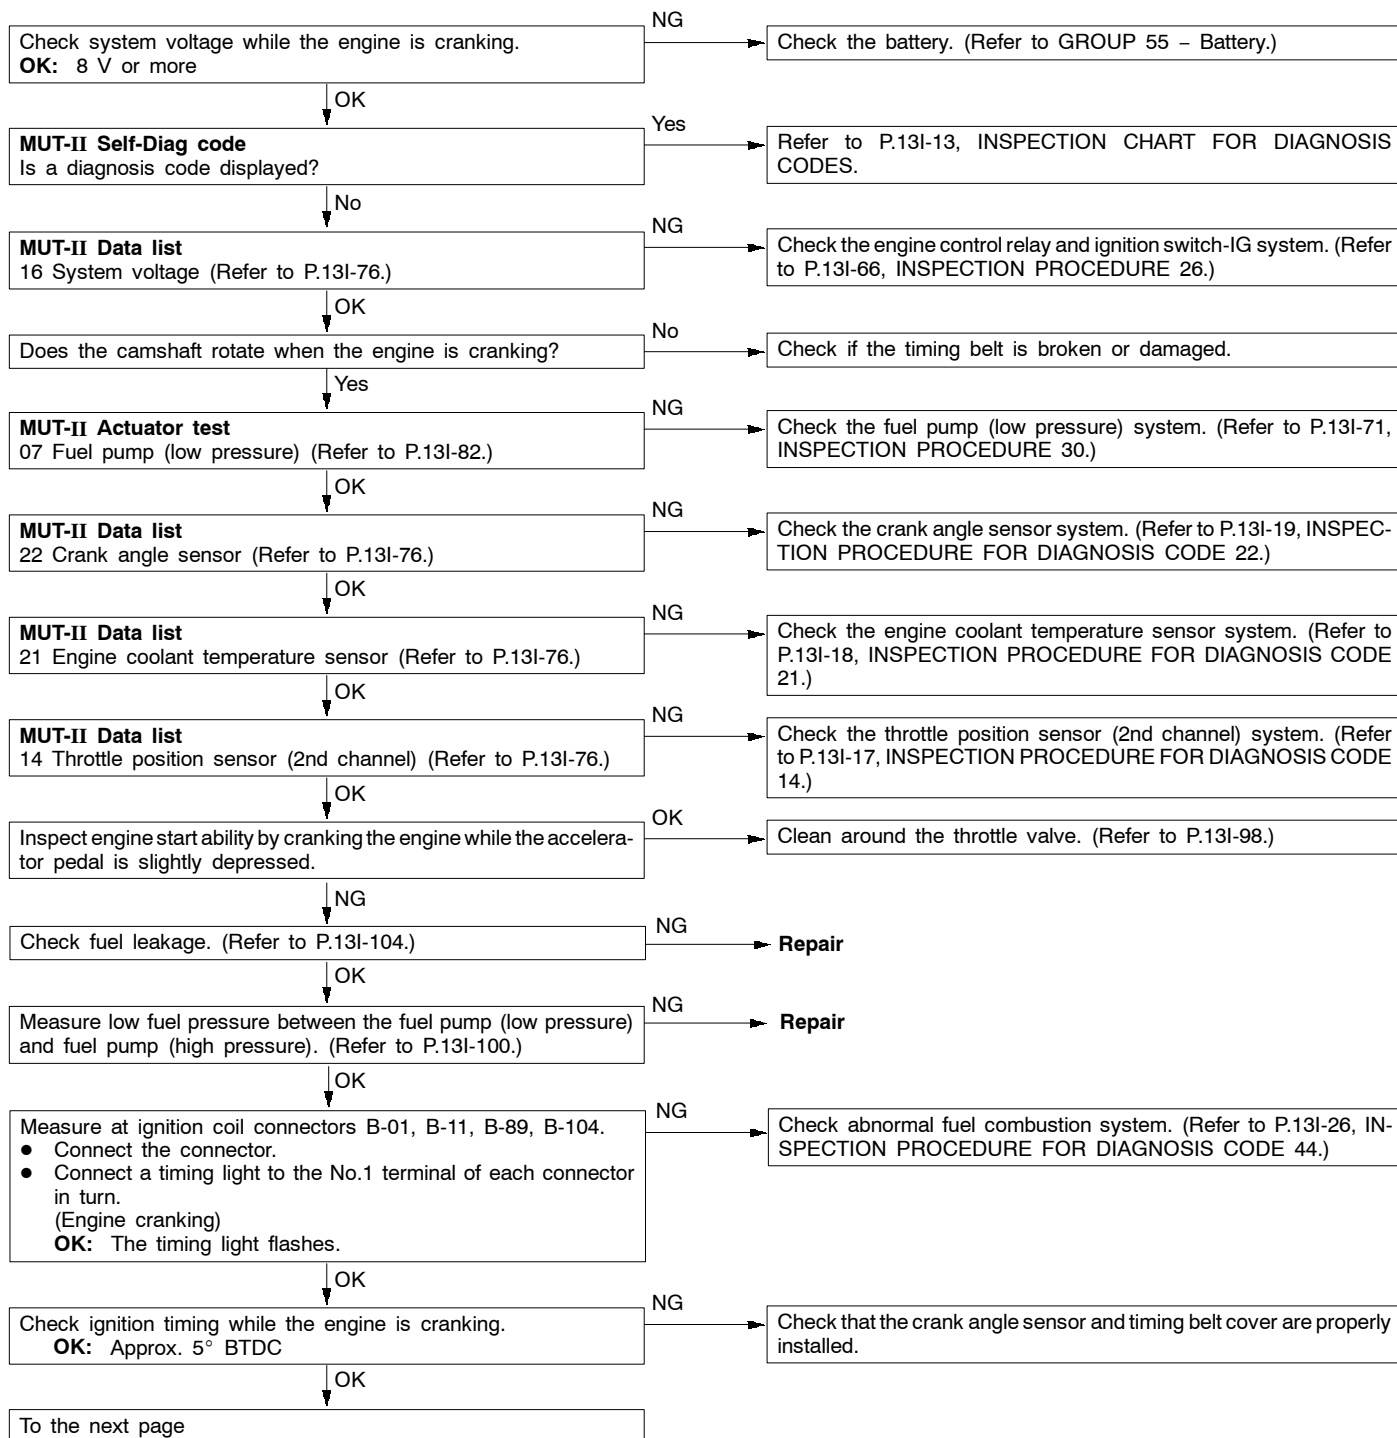 NG
Check system voltage while the engine is cranking.
OK: 8 V or more
Check the battery. (Refer to GROUP 55 – Battery.)
OK
MUT-II Self-Diag code
Is a diagnosis code displayed?
Yes
Refer to P.13I-13, INSPECTION CHART FOR DIAGNOSIS
CODES.
No
MUT-II Data list
16 System voltage (Refer to P.13I-76.)
NG
Check the engine control relay and ignition switch-IG system. (Refer
to P.13I-66, INSPECTION PROCEDURE 26.)
OK
Does the camshaft rotate when the engine is cranking?
No
Check if the timing belt is broken or damaged.
Yes
MUT-II Actuator test
07 Fuel pump (low pressure) (Refer to P.13I-82.)
NG
Check the fuel pump (low pressure) system. (Refer to P.13I-71,
INSPECTION PROCEDURE 30.)
OK
MUT-II Data list
22 Crank angle sensor (Refer to P.13I-76.)
NG
Check the crank angle sensor system. (Refer to P.13I-19, INSPEC-
TION PROCEDURE FOR DIAGNOSIS CODE 22.)
OK
MUT-II Data list
21 Engine coolant temperature sensor (Refer to P.13I-76.)
NG
Check the engine coolant temperature sensor system. (Refer to
P.13I-18, INSPECTION PROCEDURE FOR DIAGNOSIS CODE
21.)
OK
MUT-II Data list
14 Throttle position sensor (2nd channel) (Refer to P.13I-76.)
NG
Check the throttle position sensor (2nd channel) system. (Refer
to P.13I-17, INSPECTION PROCEDURE FOR DIAGNOSIS CODE
14.)
OK
Inspect engine start ability by cranking the engine while the accelera-
tor pedal is slightly depressed.
OK
Clean around the throttle valve. (Refer to P.13I-98.)
NG
Check fuel leakage. (Refer to P.13I-104.)
NG
Repair
OK
Measure low fuel pressure between the fuel pump (low pressure)
and fuel pump (high pressure). (Refer to P.13I-100.)
NG
Repair
OK
Measure at ignition coil connectors B-01, B-11, B-89, B-104.
● Connect the connector.
● Connect a timing light to the No.1 terminal of each connector
in turn.
(Engine cranking)
OK: The timing light flashes.
NG
Check abnormal fuel combustion system. (Refer to P.13I-26, IN-
SPECTION PROCEDURE FOR DIAGNOSIS CODE 44.)
OK
Check ignition timing while the engine is cranking.
OK: Approx. 5° BTDC
NG
Check that the crank angle sensor and timing belt cover are properly
installed.
OK
To the next page